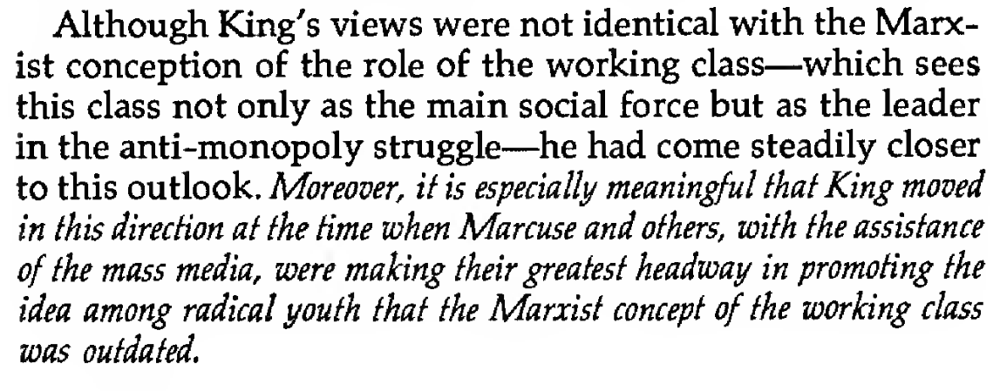 Although King's views were not identical with the Marx-
ist conception of the role of the working class—which sees
this class not only as the main social force but as the leader
in the anti-monopoly struggle—he had come steadily closer
to this outlook. Moreover, it is especially meaningful that King moved
in this direction at the time when Marcuse and others, with the assistance
of the mass media, were making their greatest headway in promoting the
idea among radical youth that the Marxist concept of the working class
was outdated.